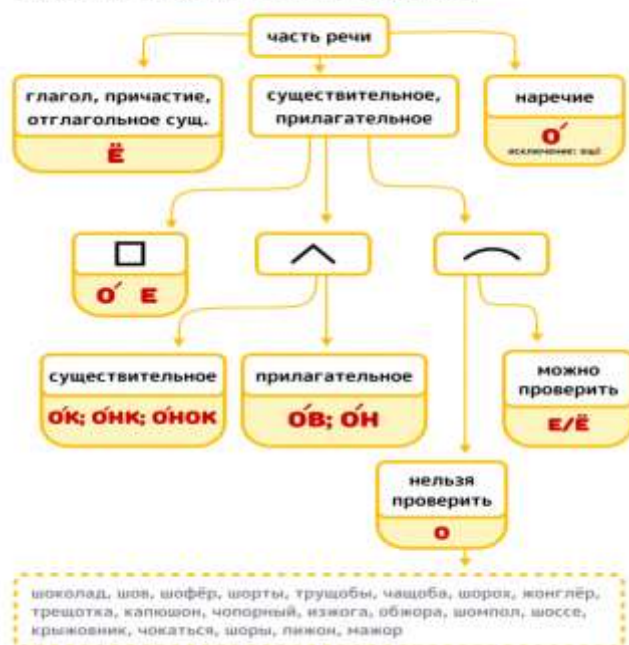 часть речи
глагол, причастие,
отглагольное сущ.
Ё
существительное,
прилагательное
наречие
О́
исключение: ещё
О́ Е
существительное
О́К; О́НК; О́НОК
прилагательное
О́В; О́Н
можно
проверить
Е/Ё
нельзя
проверить
О
шоколад, шов, шофёр, шорты, трущобы, чащоба, шорох, жонглёр,
трещотка, капюшон, чопорный, изжога, обжора, шомпол, шоссе,
крыжовник, чокаться, шоры, пижон, мажор